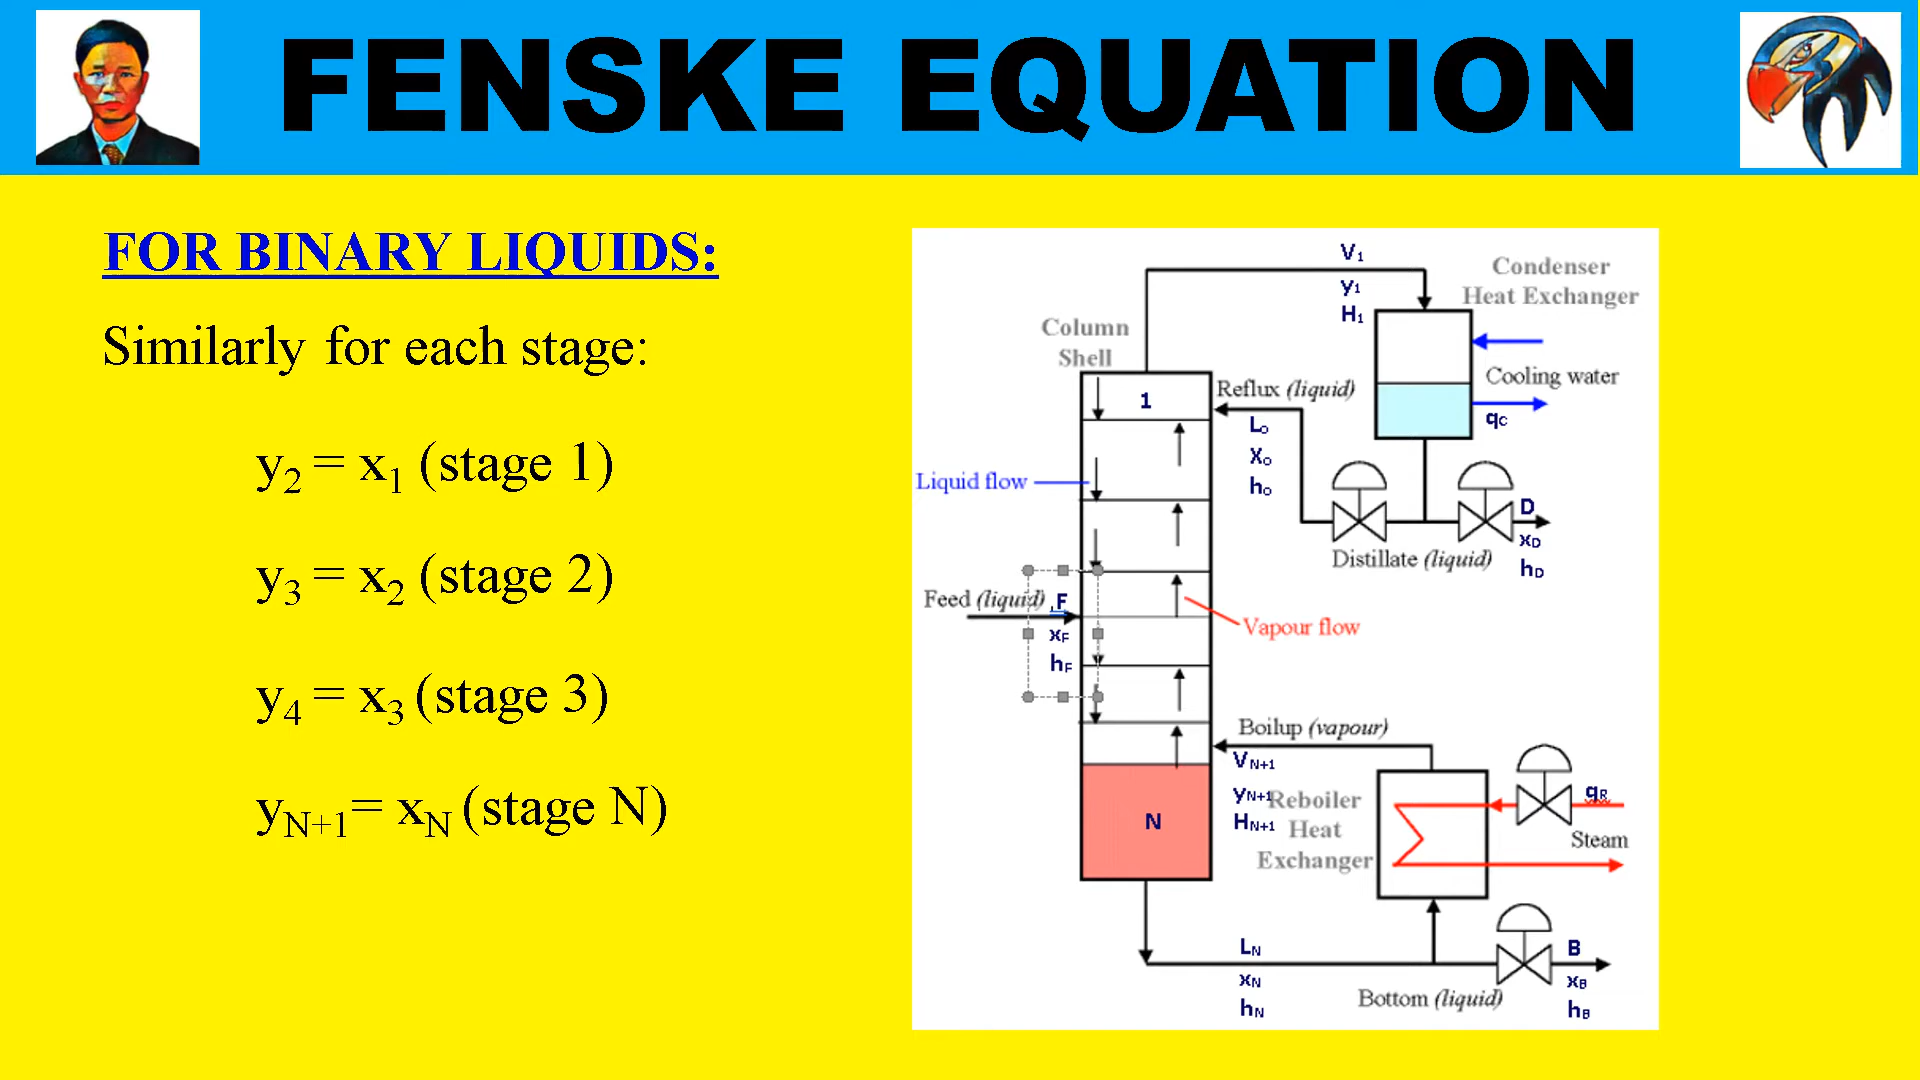 FENSKE EQUATION
FOR BINARY LIQUIDS:
Similarly for each stage:
y2 = x1 (stage 1)
y3 = x2 (stage 2)
y4 = x3 (stage 3)
yN+1 = xN (stage N)
V1
y1
H1
Condenser
Heat Exchanger
Column
Shell
Cooling water
qC
1
Reflux (liquid)
Lo
Xo
ho
Liquid flow
D
xD
hD
Distillate (liquid)
Feed (liquid)
F
xF
hF
Vapour flow
Boilup (vapour)
VN+1
yN+1
HN+1
Reboiler
Heat
Exchanger
qR
Steam
N
LN
xN
hN
B
xB
hB
Bottom (liquid)